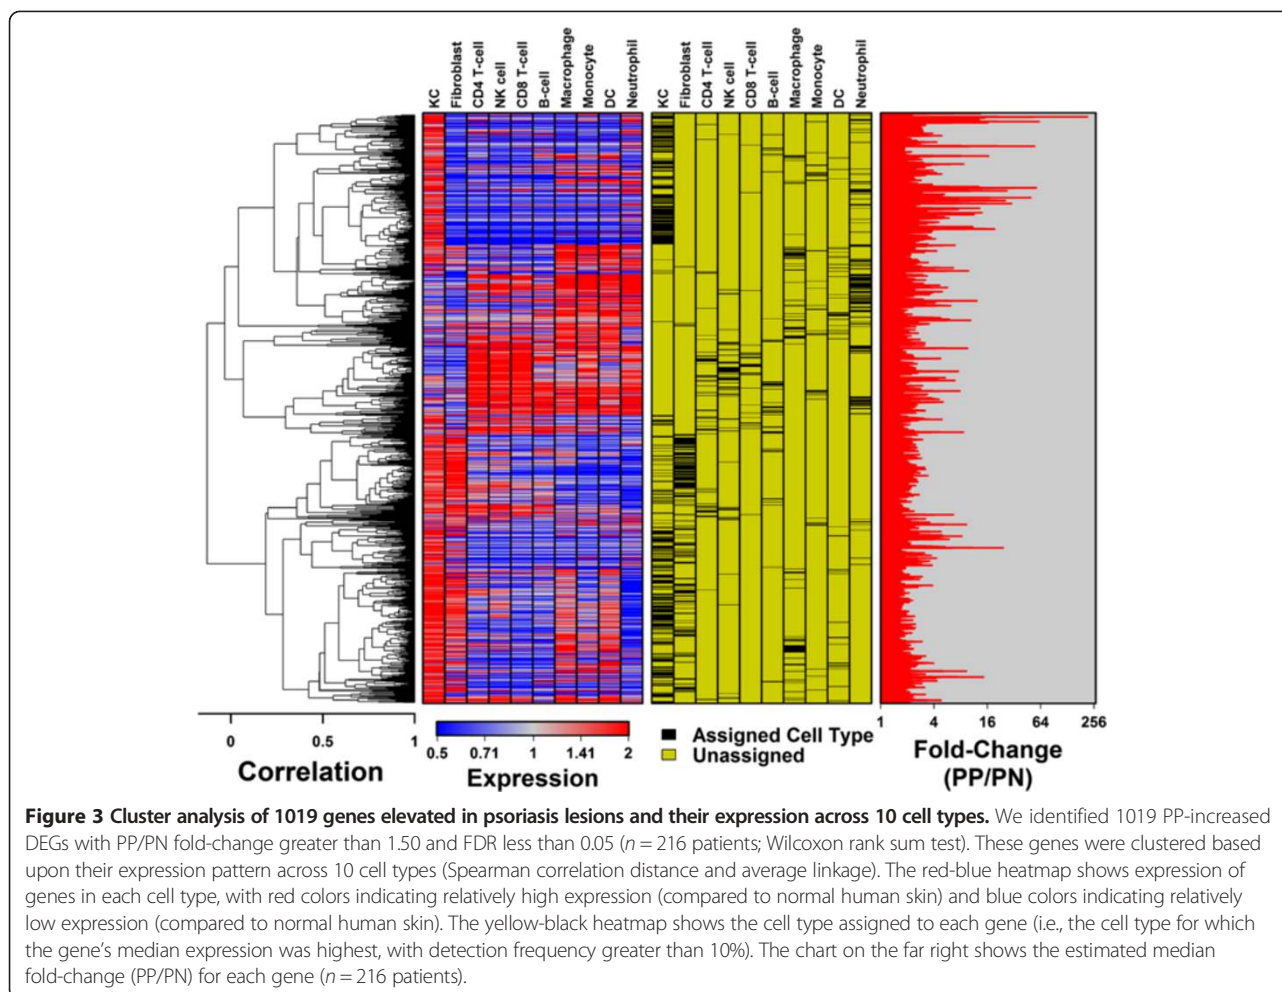 KC
Fibroblast
CD4 T-cell
NK cell
CD8 T-cell
B-cell
Macrophage
Monocyte
DC
Neutrophil
KC
Fibroblast
CD4 T-cell
NK cell
CD8 T-cell
B-cell
Macrophage
Monocyte
DC
Neutrophil
0 0.5 1
Correlation
0.5 0.71 1 1.41 2
Expression
Assigned Cell Type
Unassigned
1 4 16 64 256
Fold-Change
(PP/PN)
Figure 3 Cluster analysis of 1019 genes elevated in psoriasis lesions and their expression across 10 cell types. We identified 1019 PP-increased
DEGs with PP/PN fold-change greater than 1.50 and FDR less than 0.05 (n = 216 patients; Wilcoxon rank sum test). These genes were clustered based
upon their expression pattern across 10 cell types (Spearman correlation distance and average linkage). The red-blue heatmap shows expression of
genes in each cell type, with red colors indicating relatively high expression (compared to normal human skin) and blue colors indicating relatively
low expression (compared to normal human skin). The yellow-black heatmap shows the cell type assigned to each gene (i.e., the cell type for which
the gene's median expression was highest, with detection frequency greater than 10%). The chart on the far right shows the estimated median
fold-change (PP/PN) for each gene (n = 216 patients).